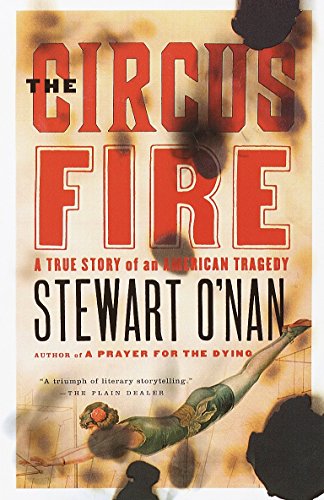 THE
CIRCUS
FIRE
A TRUE STORY of an AMERICAN TRAGEDY
STEWART O'NAN
AUTHOR OF A PRAYER FOR THE DYING
"A triumph of literary storytelling."
—THE PLAIN DEALER